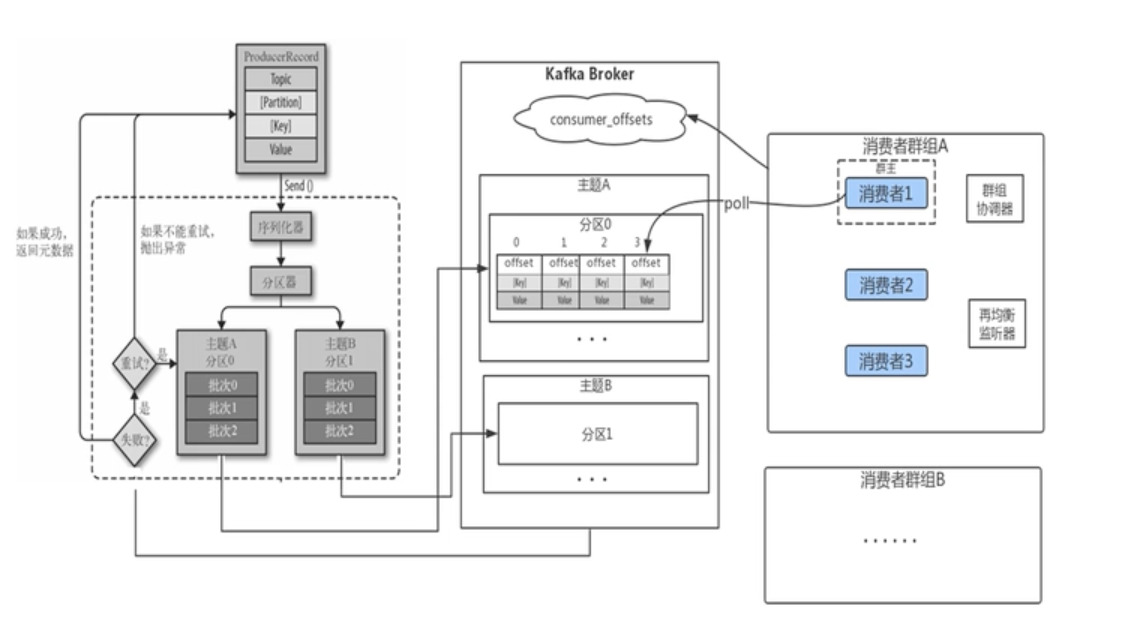 ProducerRecord
Topic
[Partition]
[Key]
Value
Send ()
序列化器
分区器
如果成功，
返回元数据
如果不能重试，
抛出异常
重试?
是
是
失败?
主题A
分区0
批次0
批次1
批次2
主题B
分区1
批次0
批次1
批次2
Kafka Broker
consumer_offsets
主题A
分区0
0 1 2 3
offset offset offset offset
[Key] [Key] [Key] [Key]
Value Value Value Value
...
主题B
分区1
...
poll
消费者群组A
群主
消费者1
消费者2
消费者3
群组
协调器
再均衡
监听器
消费者群组B
......